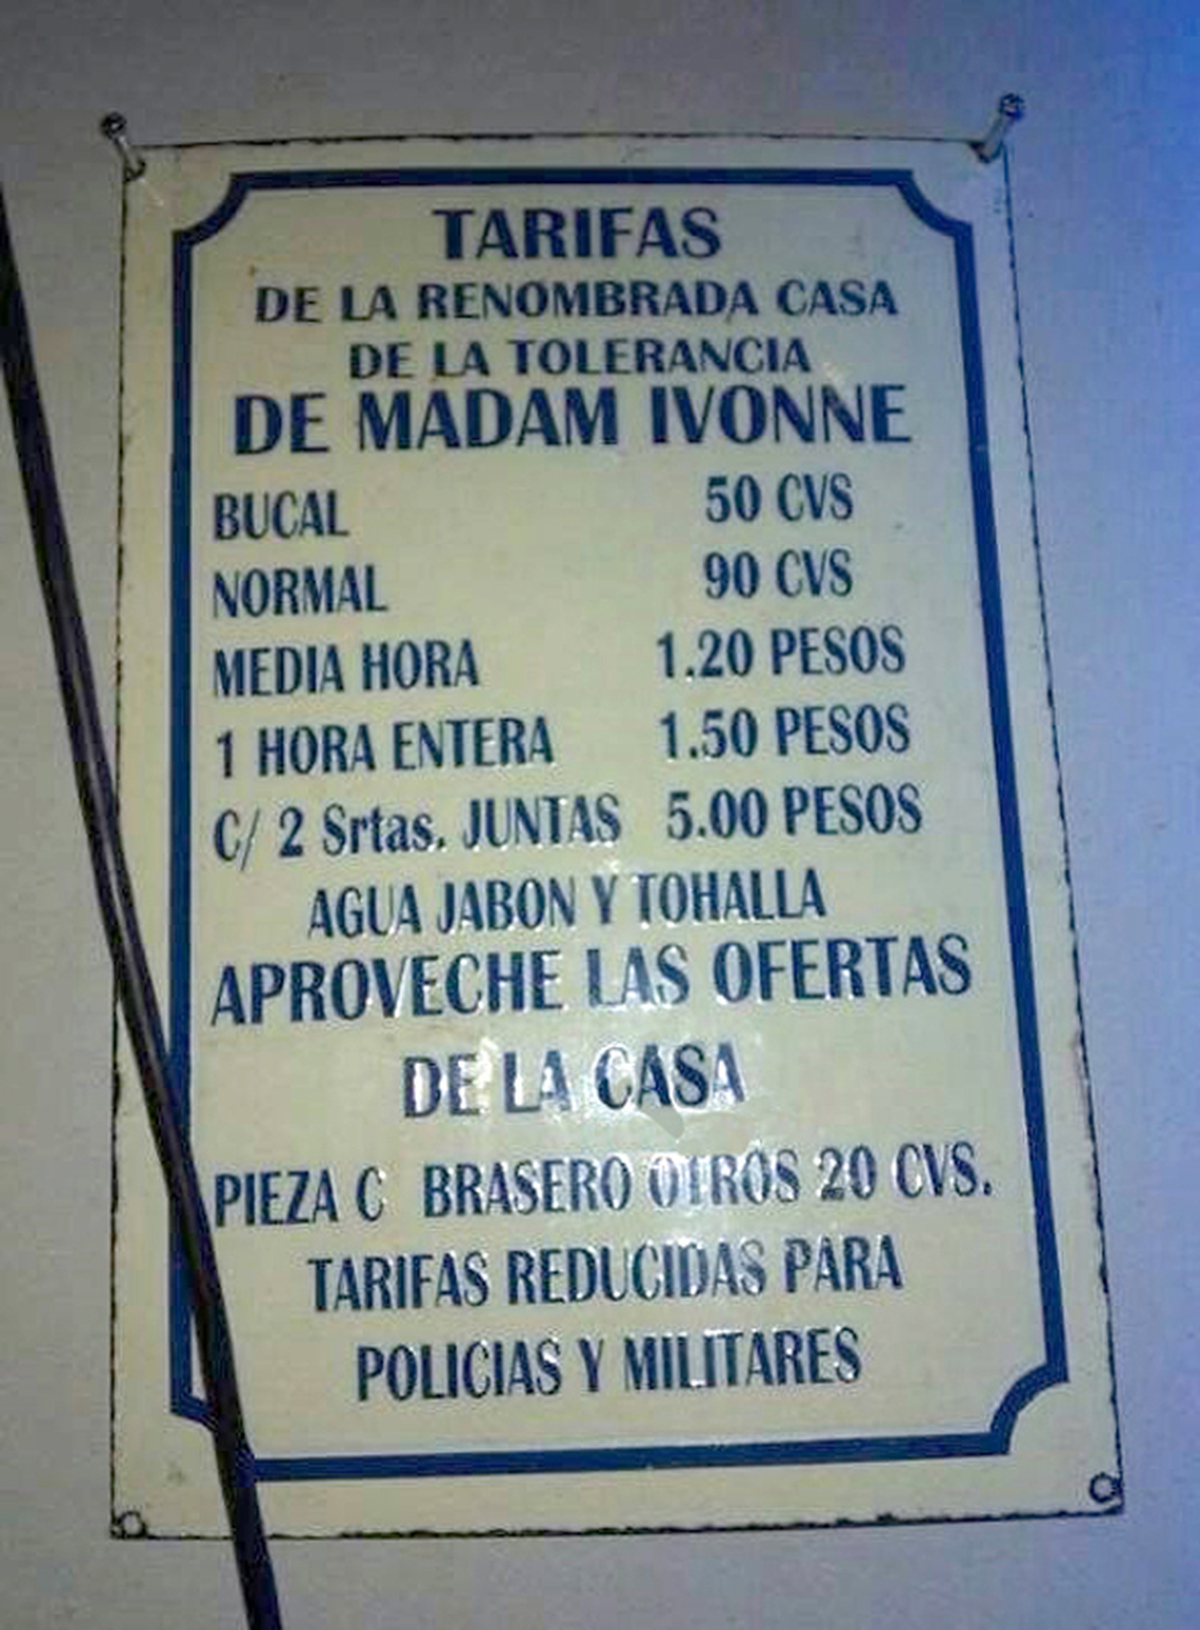 TARIFAS
DE LA RENOMBRADA CASA
DE LA TOLERANCIA
DE MADAM IVONNE
BUCAL 50 CVS
NORMAL 90 CVS
MEDIA HORA 1.20 PESOS
1 HORA ENTERA 1.50 PESOS
C/ 2 Srtas. JUNTAS 5.00 PESOS
AGUA JABON Y TOHALLA
APROVECHE LAS OFERTAS
DE LA CASA
PIEZA C BRASERO OTROS 20 CVS.
TARIFAS REDUCIDAS PARA
POLICIAS Y MILITARES